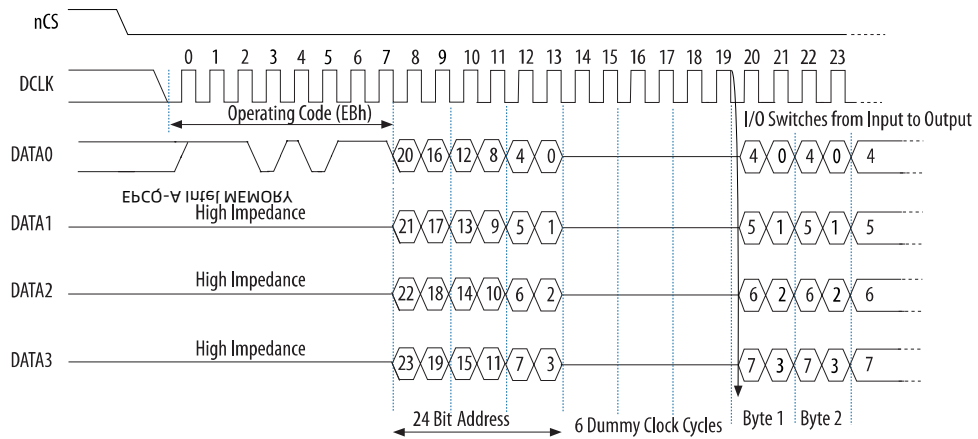 nCS
0 1 2 3 4 5 6 7 8 9 10 11 12 13 14 15 16 17 18 19 20 21 22 23
DCLK
Operating Code (EBh)
I/O Switches from Input to Output
DATA0 20 16 12 8 4 0 4 0 4 0 4
EPCQ-A Intel MEMORY
High Impedance
DATA1 21 17 13 9 5 1 5 1 5 1 5
High Impedance
DATA2 22 18 14 10 6 2 6 2 6 2 6
High Impedance
DATA3 23 19 15 11 7 3 7 3 7 3 7
24 Bit Address 6 Dummy Clock Cycles Byte 1 Byte 2